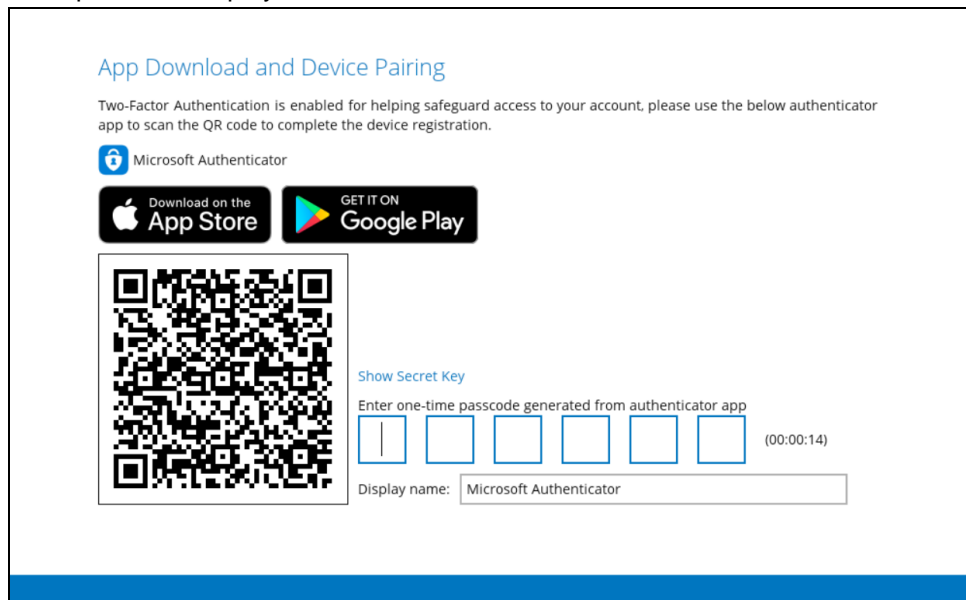 App Download and Device Pairing
Two-Factor Authentication is enabled for helping safeguard access to your account, please use the below authenticator
app to scan the QR code to complete the device registration.
Microsoft Authenticator
Download on the
App Store
GET IT ON
Google Play
Show Secret Key
Enter one-time passcode generated from authenticator app
(00:00:14)
Display name: Microsoft Authenticator